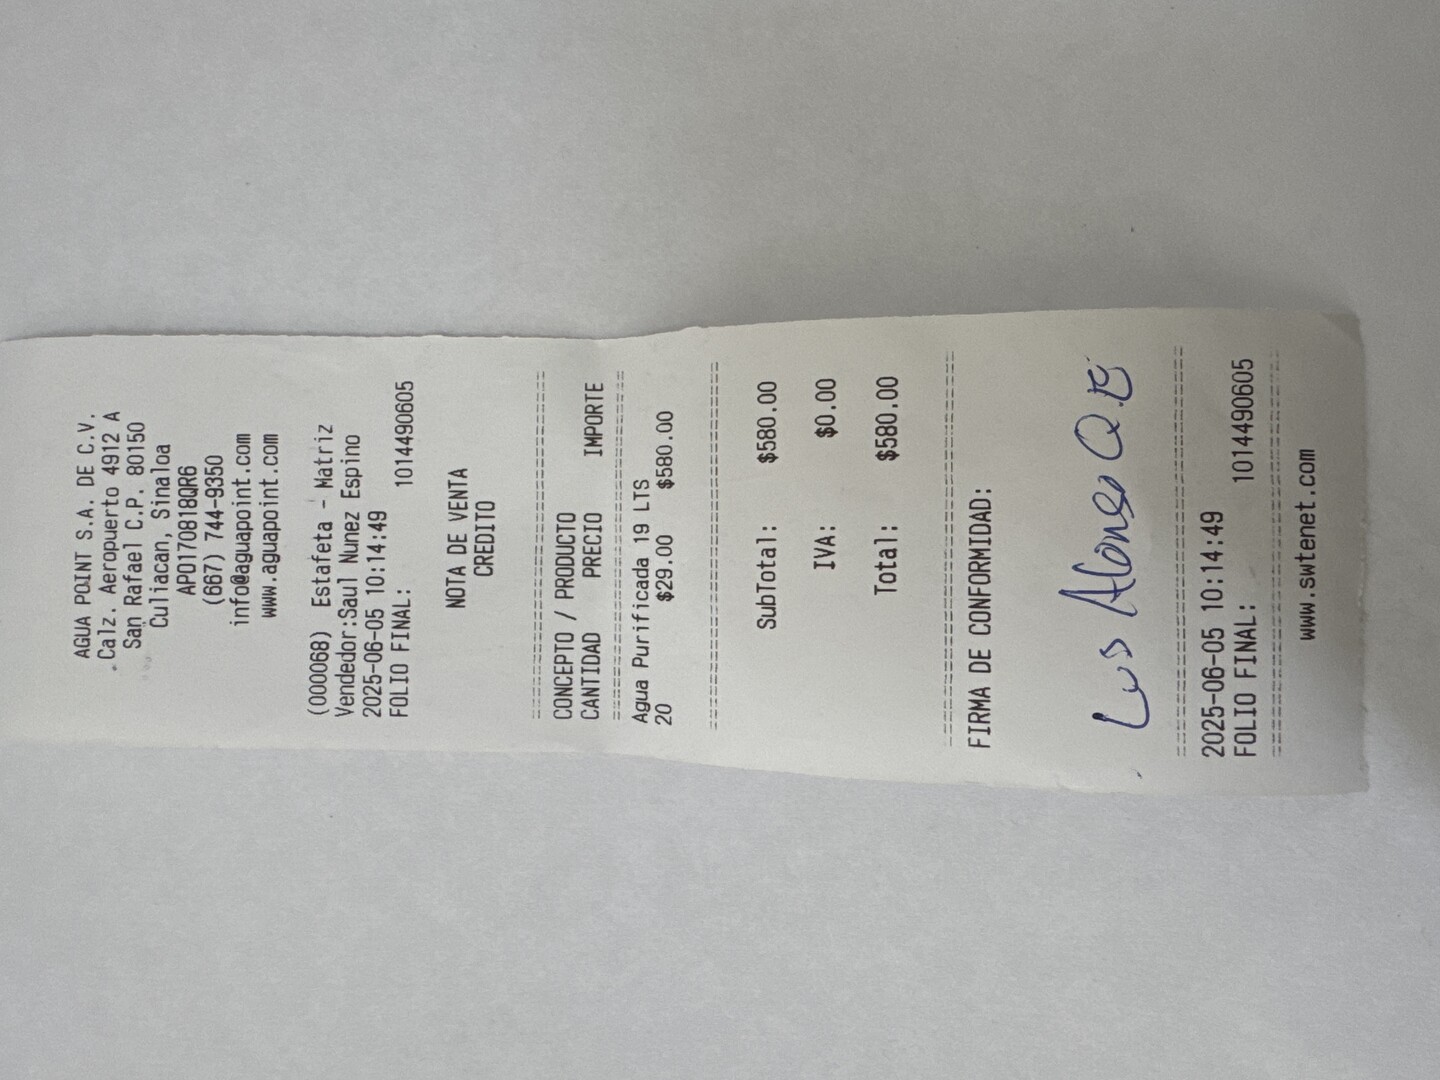 AGUA POINT S.A. DE C.V.
Calz. Aeropuerto 4912 A
San Rafael C.P. 80150
Culiacan, Sinaloa
APO170818QR6
(667) 744-9350
info@aguapoint.com
www.aguapoint.com
(000068) Estafeta - Matriz
Vendedor:Saul Nunez Espino
2025-06-05 10:14:49
FOLIO FINAL: 1014490605
NOTA DE VENTA
CREDITO
================================
CONCEPTO / PRODUCTO
CANTIDAD PRECIO IMPORTE
================================
Agua Purificada 19 LTS
20 $29.00 $580.00
================================
SubTotal: $580.00
IVA: $0.00
Total: $580.00
================================
FIRMA DE CONFORMIDAD:
Luis Alonso Q.
================================
2025-06-05 10:14:49
FOLIO FINAL: 1014490605
================================
www.swtenet.com